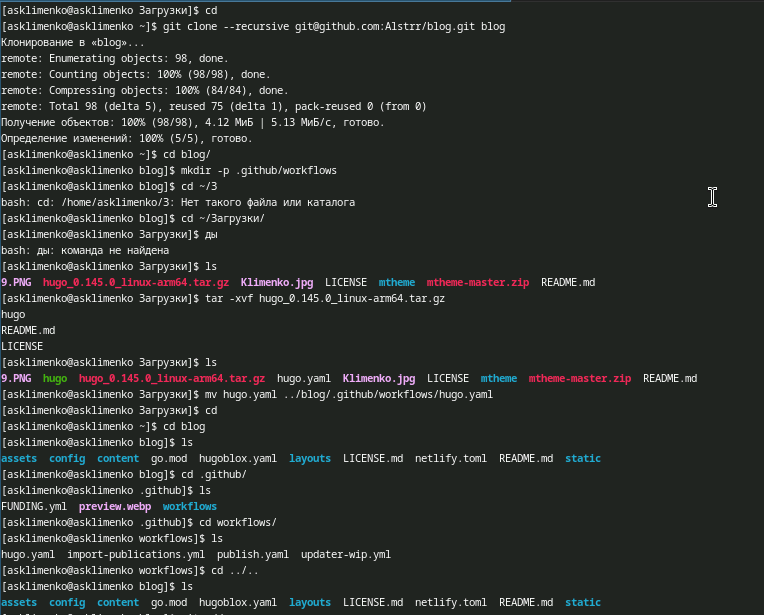 [asklimenko@asklimenko Загрузки]$ cd
[asklimenko@asklimenko ~]$ git clone --recursive git@github.com:Alstrr/blog.git blog
Клонирование в «blog»...
remote: Enumerating objects: 98, done.
remote: Counting objects: 100% (98/98), done.
remote: Compressing objects: 100% (84/84), done.
remote: Total 98 (delta 5), reused 75 (delta 1), pack-reused 0 (from 0)
Получение объектов: 100% (98/98), 4.12 МиБ | 5.13 МиБ/с, готово.
Определение изменений: 100% (5/5), готово.
[asklimenko@asklimenko ~]$ cd blog/
[asklimenko@asklimenko blog]$ mkdir -p .github/workflows
[asklimenko@asklimenko blog]$ cd ~/З
bash: cd: /home/asklimenko/З: Нет такого файла или каталога
[asklimenko@asklimenko blog]$ cd ~/Загрузки/
[asklimenko@asklimenko Загрузки]$ ды
bash: ды: команда не найдена
[asklimenko@asklimenko Загрузки]$ ls
9.PNG hugo_0.145.0_linux-arm64.tar.gz Klimenko.jpg LICENSE mtheme mtheme-master.zip README.md
[asklimenko@asklimenko Загрузки]$ tar -xvf hugo_0.145.0_linux-arm64.tar.gz
hugo
README.md
LICENSE
[asklimenko@asklimenko Загрузки]$ ls
9.PNG hugo hugo_0.145.0_linux-arm64.tar.gz hugo.yaml Klimenko.jpg LICENSE mtheme mtheme-master.zip README.md
[asklimenko@asklimenko Загрузки]$ mv hugo.yaml ../blog/.github/workflows/hugo.yaml
[asklimenko@asklimenko Загрузки]$ cd
[asklimenko@asklimenko ~]$ cd blog
[asklimenko@asklimenko blog]$ ls
assets config content go.mod hugoblox.yaml layouts LICENSE.md netlify.toml README.md static
[asklimenko@asklimenko blog]$ cd .github/
[asklimenko@asklimenko .github]$ ls
FUNDING.yml preview.webp workflows
[asklimenko@asklimenko .github]$ cd workflows/
[asklimenko@asklimenko workflows]$ ls
hugo.yaml import-publications.yml publish.yaml updater-wip.yml
[asklimenko@asklimenko workflows]$ cd ../..
[asklimenko@asklimenko blog]$ ls
assets config content go.mod hugoblox.yaml layouts LICENSE.md netlify.toml README.md static